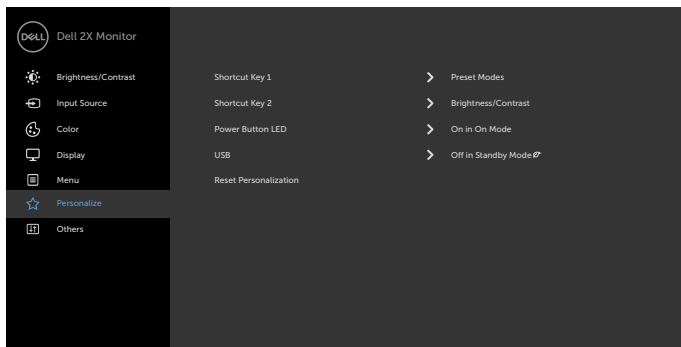 DELL Dell 2X Monitor
Brightness/Contrast Shortcut Key 1 Preset Modes
Input Source Shortcut Key 2 Brightness/Contrast
Color Power Button LED On in On Mode
Display USB Off in Standby Mode
Menu Reset Personalization
Personalize
Others